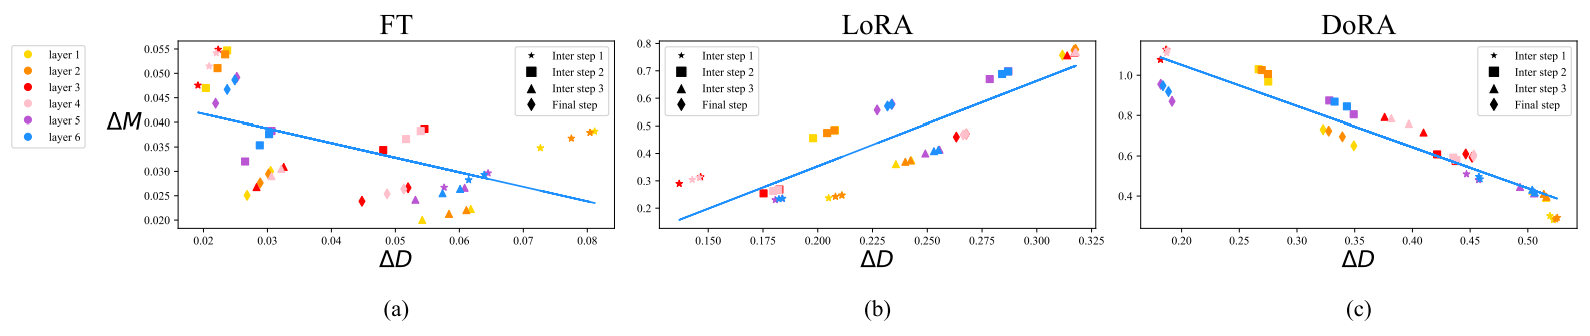 FT
LoRA
DoRA
layer 1
layer 2
layer 3
layer 4
layer 5
layer 6
ΔM
0.055
0.050
0.045
0.040
0.035
0.030
0.025
0.020
Inter step 1
Inter step 2
Inter step 3
Final step
0.02 0.03 0.04 0.05 0.06 0.07 0.08
ΔD
(a)
0.8
0.7
0.6
0.5
0.4
0.3
0.2
Inter step 1
Inter step 2
Inter step 3
Final step
0.150 0.175 0.200 0.225 0.250 0.275 0.300 0.325
ΔD
(b)
1.0
0.8
0.6
0.4
Inter step 1
Inter step 2
Inter step 3
Final step
0.20 0.25 0.30 0.35 0.40 0.45 0.50
ΔD
(c)